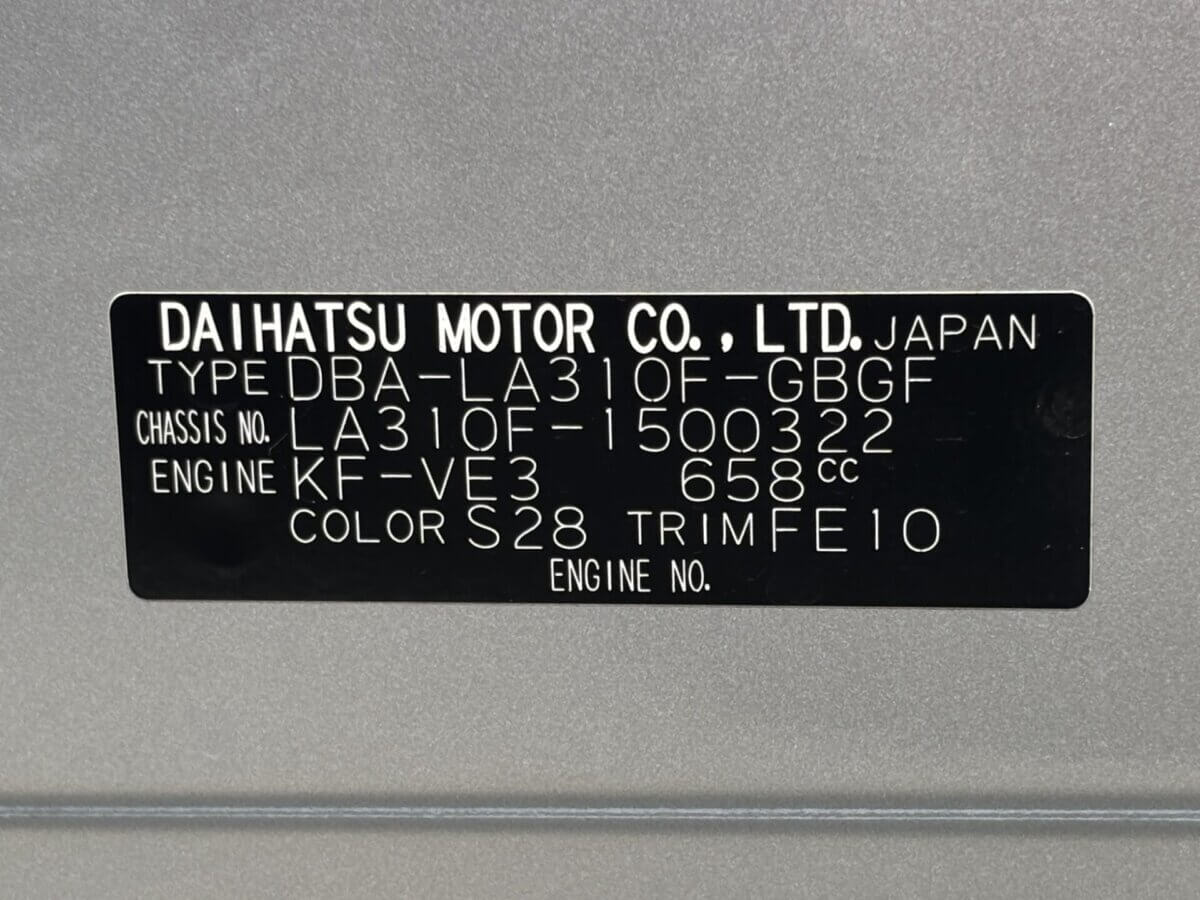 DAIHATSU MOTOR CO., LTD. JAPAN
TYPE DBA-LA310F-GBGF
CHASSIS NO. LA310F-1500322
ENGINE KF-VE3 658cc
COLOR S28 TRIM FE10
ENGINE NO.